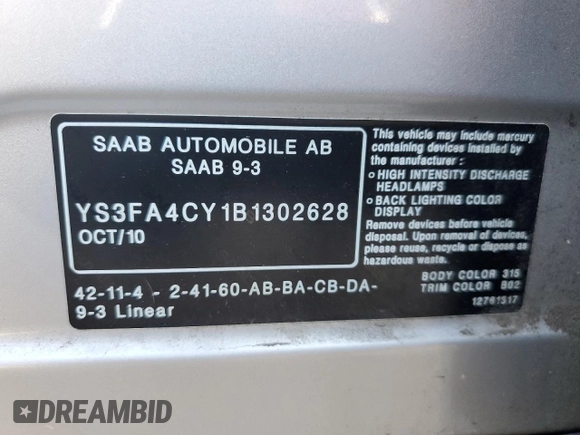 SAAB AUTOMOBILE AB
SAAB 9-3
YS3FA4CY1B1302628
OCT/10
42-11-4 - 2-41-60-AB-BA-CB-DA-
9-3 Linear
This vehicle may include mercury
containing devices installed by
the manufacturer :
o HIGH INTENSITY DISCHARGE
HEADLAMPS
o BACK LIGHTING COLOR
DISPLAY
Remove devices before vehicle
disposal. Upon removal of devices,
please reuse, recycle or dispose as
hazardous waste.
BODY COLOR 315
TRIM COLOR B02
12761517
DREAMBID